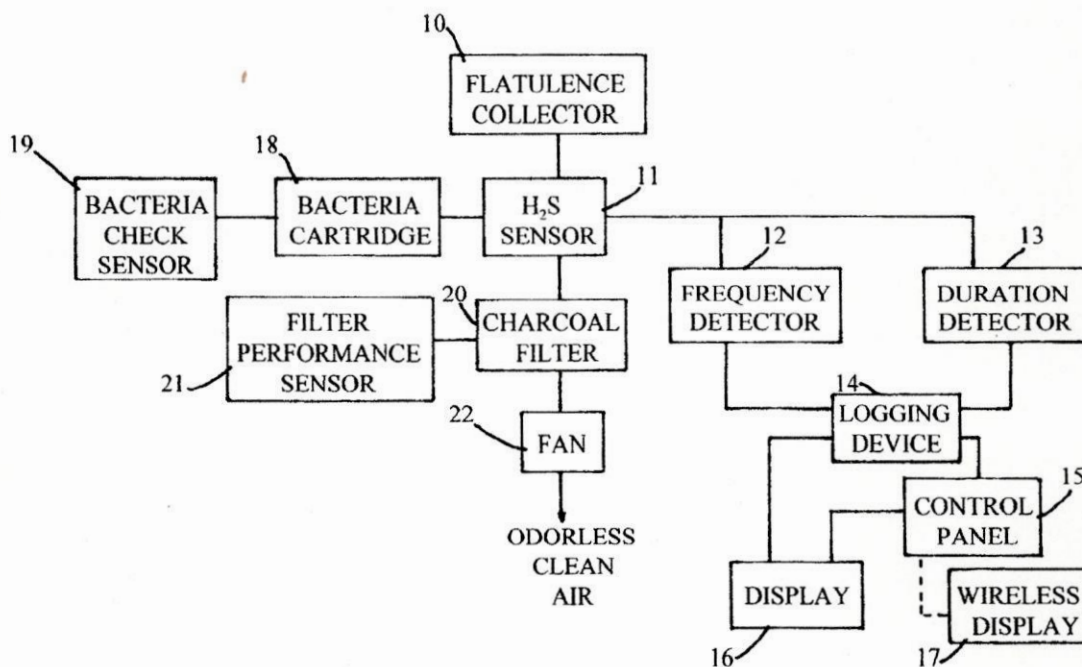 10
FLATULENCE
COLLECTOR
19
BACTERIA
CHECK
SENSOR
18
BACTERIA
CARTRIDGE
11
H₂S
SENSOR
12
FREQUENCY
DETECTOR
13
DURATION
DETECTOR
20
CHARCOAL
FILTER
FILTER
PERFORMANCE
SENSOR
21
14
LOGGING
DEVICE
22
FAN
15
CONTROL
PANEL
ODORLESS
CLEAN
AIR
DISPLAY
16
WIRELESS
DISPLAY
17